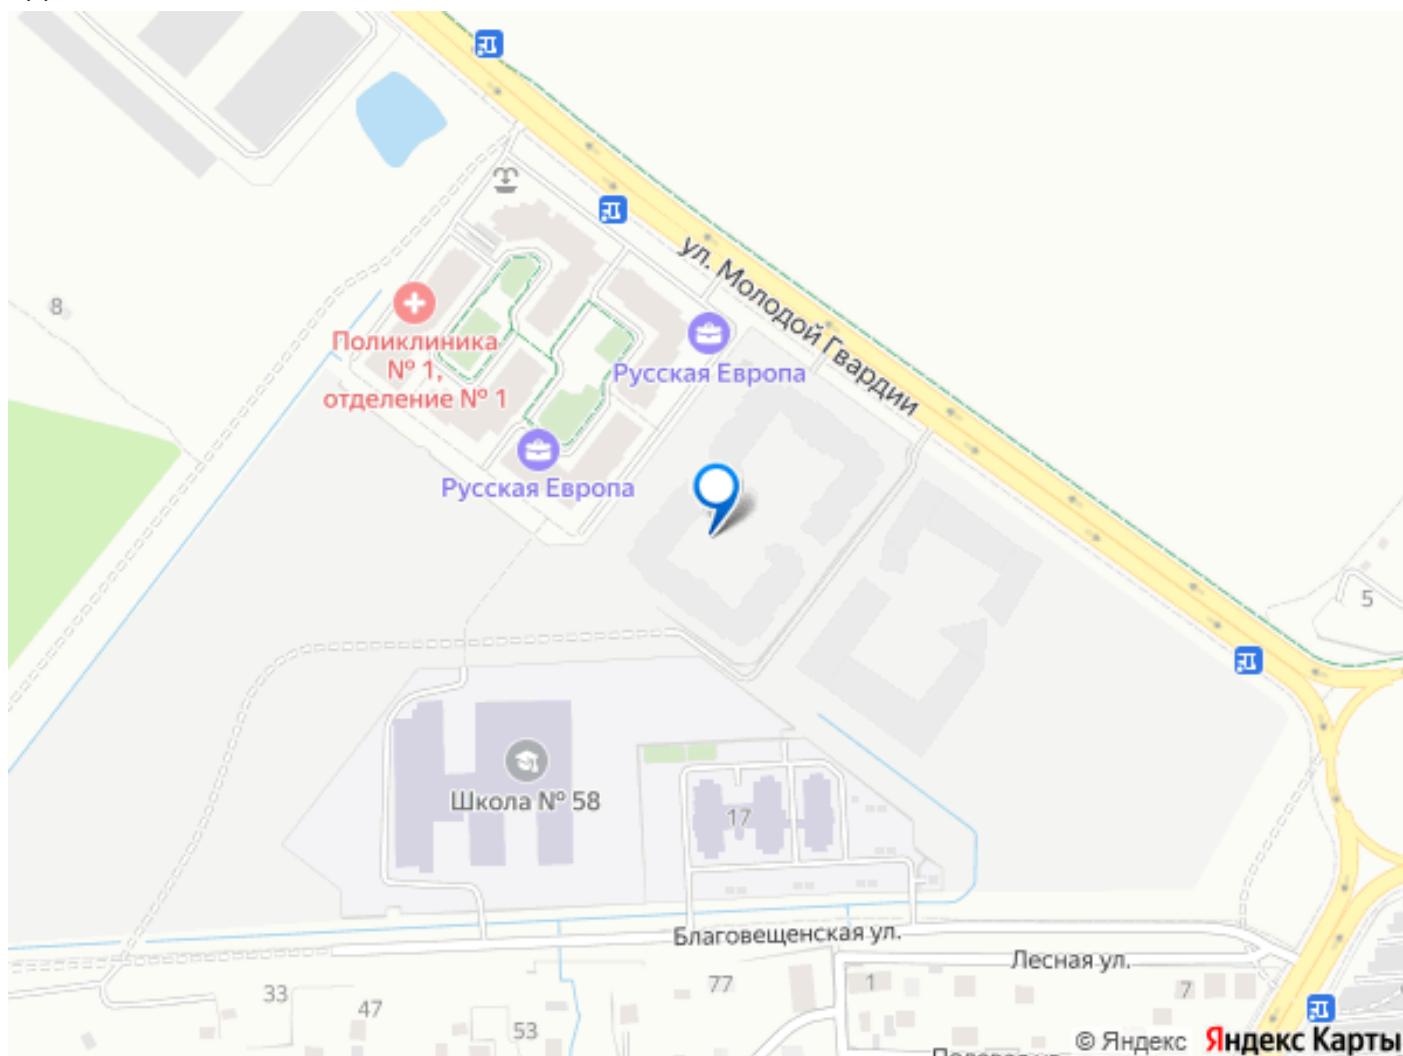 ул. Молодой Гвардии
8
Поликлиника
№ 1,
отделение № 1
Русская Европа
Русская Европа
5
Школа № 58
17
Благовещенская ул.
Лесная ул.
77
1
7
33
47
53
© Яндекс
Яндекс Карты